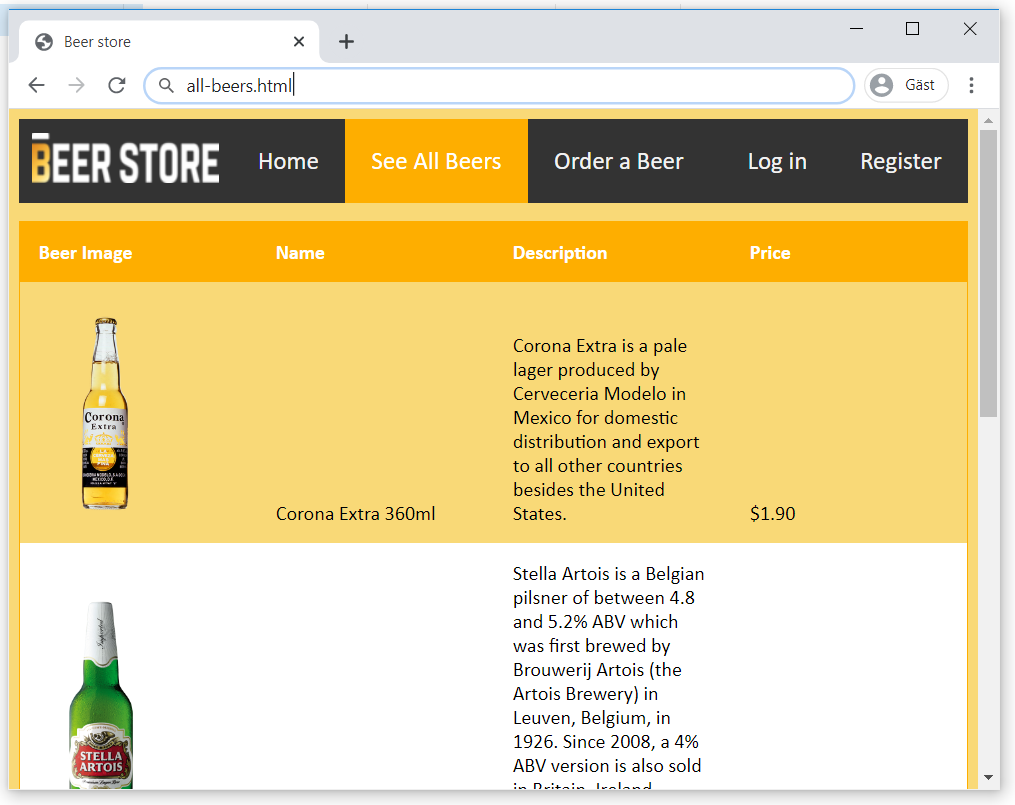 Beer store
all-beers.html
Gäst
BEER STORE
Home
See All Beers
Order a Beer
Log in
Register
Beer Image
Name
Description
Price
Corona
Extra
Corona Extra 360ml
Corona Extra is a pale
lager produced by
Cerveceria Modelo in
Mexico for domestic
distribution and export
to all other countries
besides the United
States.
$1.90
Imported
STELLA
ARTOIS
Stella Artois is a Belgian
pilsner of between 4.8
and 5.2% ABV which
was first brewed by
Brouwerij Artois (the
Artois Brewery) in
Leuven, Belgium, in
1926. Since 2008, a 4%
ABV version is also sold
in Britain, Ireland,